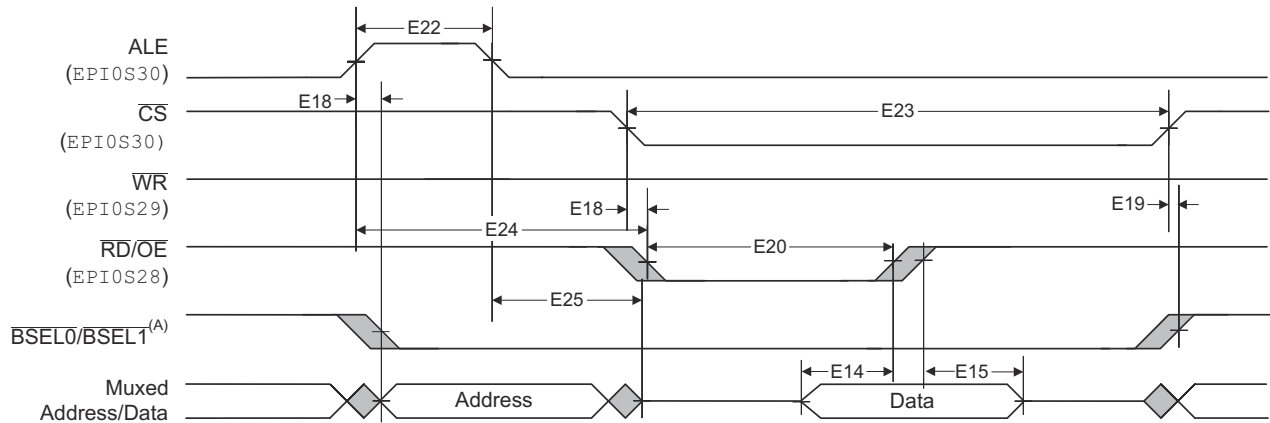 E22
ALE
(EPI0S30)
E18
E23
CS
(EPI0S30)
WR
(EPI0S29)
E18
E19
E24
RD/OE
E20
(EPI0S28)
E25
BSEL0/BSEL1(A)
E14
E15
Muxed
Address/Data
Address
Data